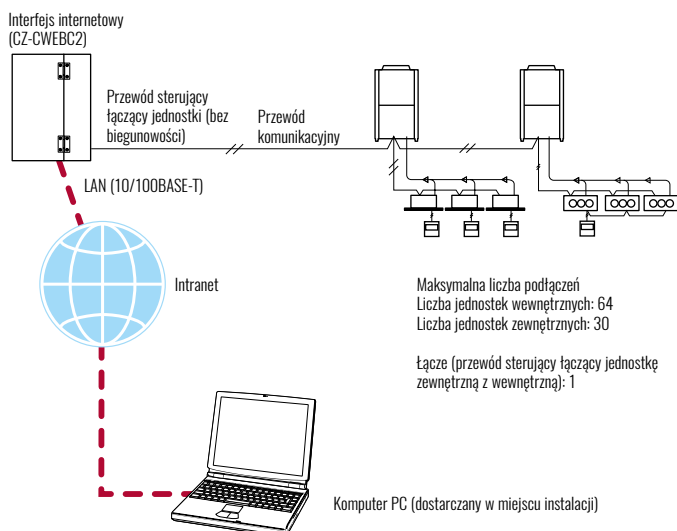 Interfejs internetowy
(CZ-CWEBC2)
Przewód sterujący
łączący jednostki (bez
biegunowości)
Przewód
komunikacyjny
LAN (10/100BASE-T)
Intranet
Maksymalna liczba podłączeń
Liczba jednostek wewnętrznych: 64
Liczba jednostek zewnętrznych: 30
Łącze (przewód sterujący łączący jednostkę
zewnętrzną z wewnętrzną): 1
Komputer PC (dostarczany w miejscu instalacji)